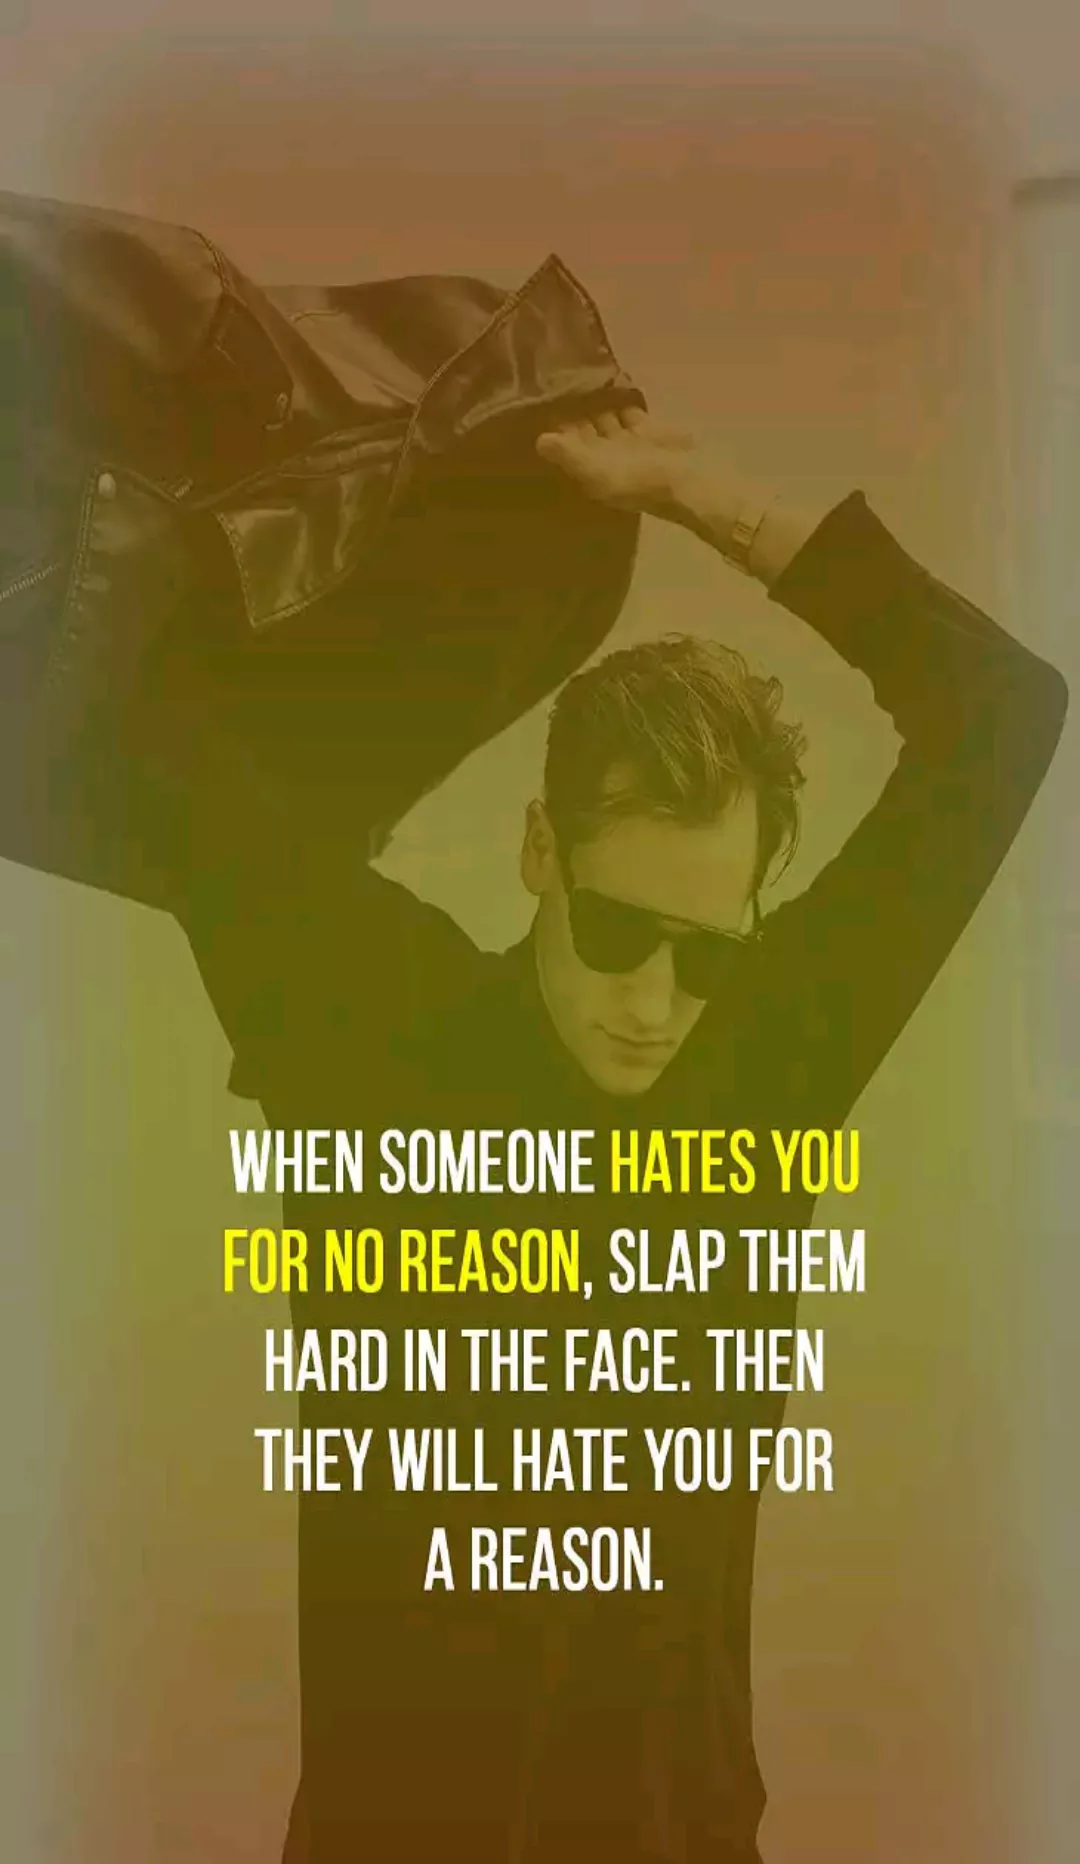 WHEN SOMEONE HATES YOU
FOR NO REASON, SLAP THEM
HARD IN THE FACE. THEN
THEY WILL HATE YOU FOR
A REASON.